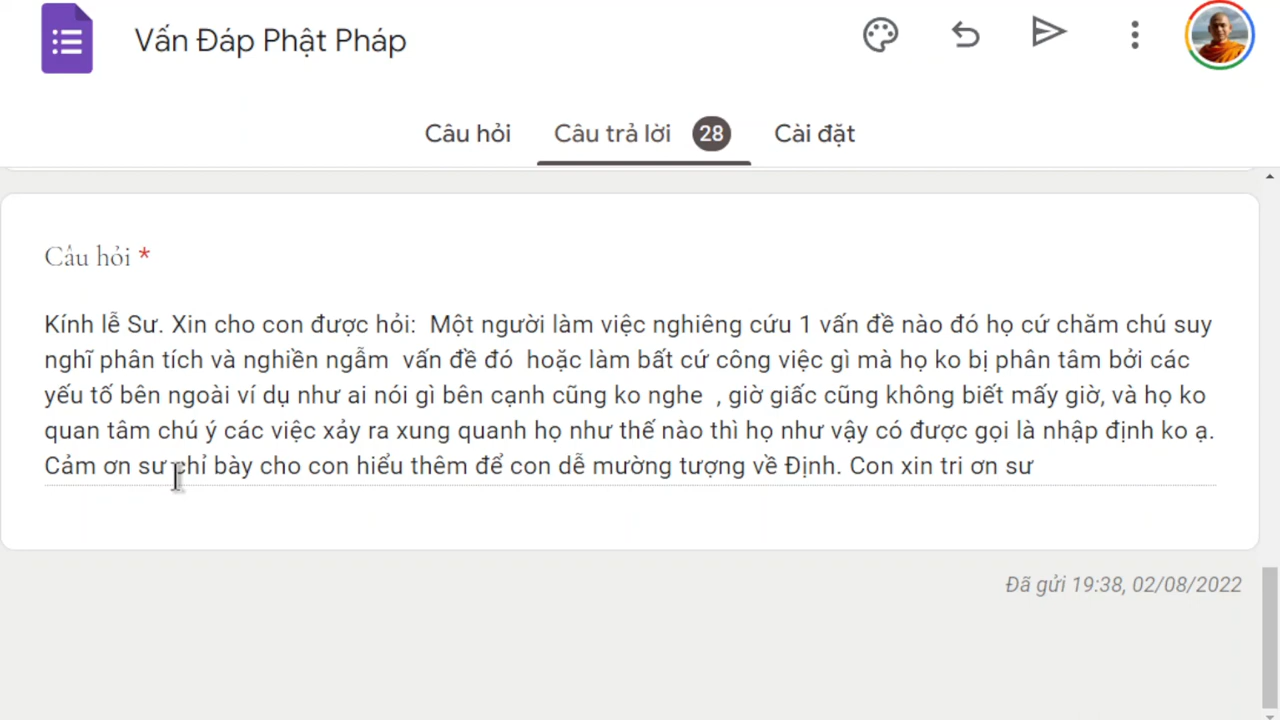 Vấn Đáp Phật Pháp
Câu hỏi
Câu trả lời 28
Cài đặt
Câu hỏi *
Kính lễ Sư. Xin cho con được hỏi:  Một người làm việc nghiêng cứu 1 vấn đề nào đó họ cứ chăm chú suy
nghĩ phân tích và nghiền ngẫm  vấn đề đó  hoặc làm bất cứ công việc gì mà họ ko bị phân tâm bởi các
yếu tố bên ngoài ví dụ như ai nói gì bên cạnh cũng ko nghe  , giờ giấc cũng không biết mấy giờ, và họ ko
quan tâm chú ý các việc xảy ra xung quanh họ như thế nào thì họ như vậy có được gọi là nhập định ko ạ.
Cảm ơn sư chỉ bày cho con hiểu thêm để con dễ mường tượng về Định. Con xin tri ơn sư
Đã gửi 19:38, 02/08/2022